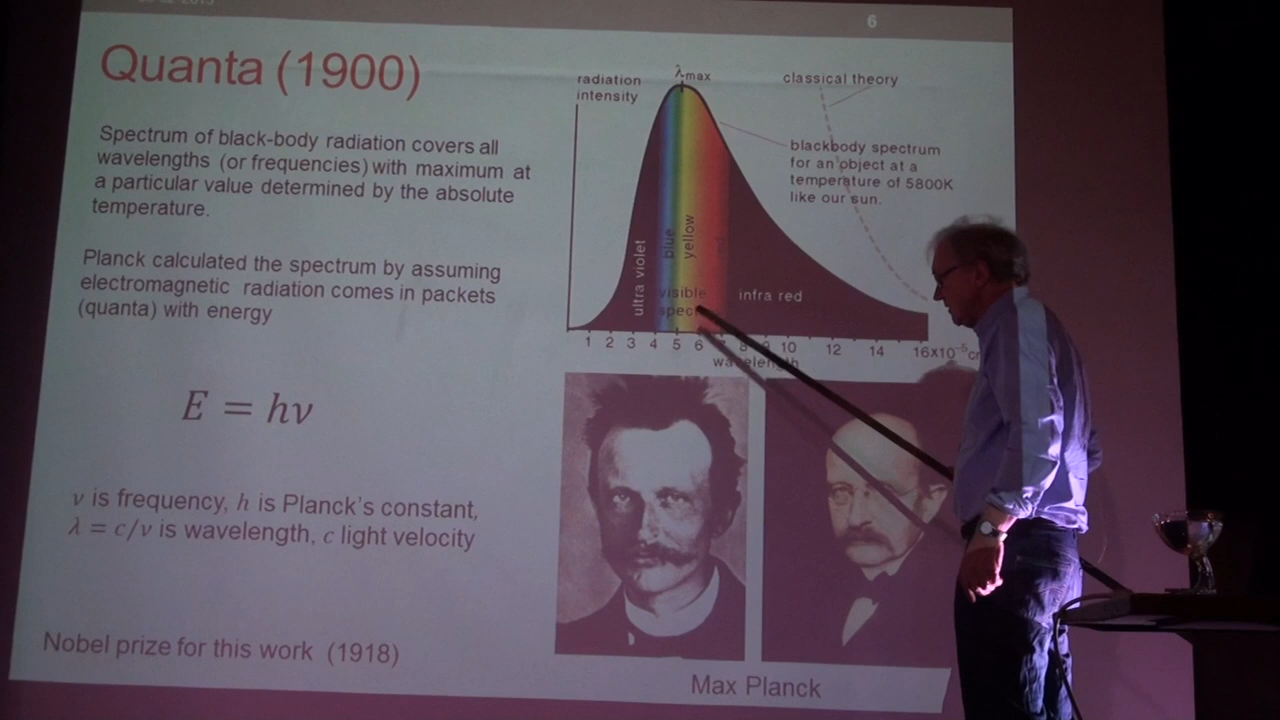 6
Quanta (1900)
Spectrum of black-body radiation covers all
wavelengths (or frequencies) with maximum at
a particular value determined by the absolute
temperature.
Planck calculated the spectrum by assuming
electromagnetic radiation comes in packets
(quanta) with energy
E = hν
ν is frequency, h is Planck's constant,
λ = c/ν is wavelength, c light velocity
Nobel prize for this work (1918)
radiation
intensity
λmax
classical theory
blackbody spectrum
for an object at a
temperature of 5800K
like our sun.
ultra violet
blue
yellow
red
visible
infra red
1 2 3 4 5 6 7 8 9 10 12 14 16x10⁻⁵
wavelength
Max Planck